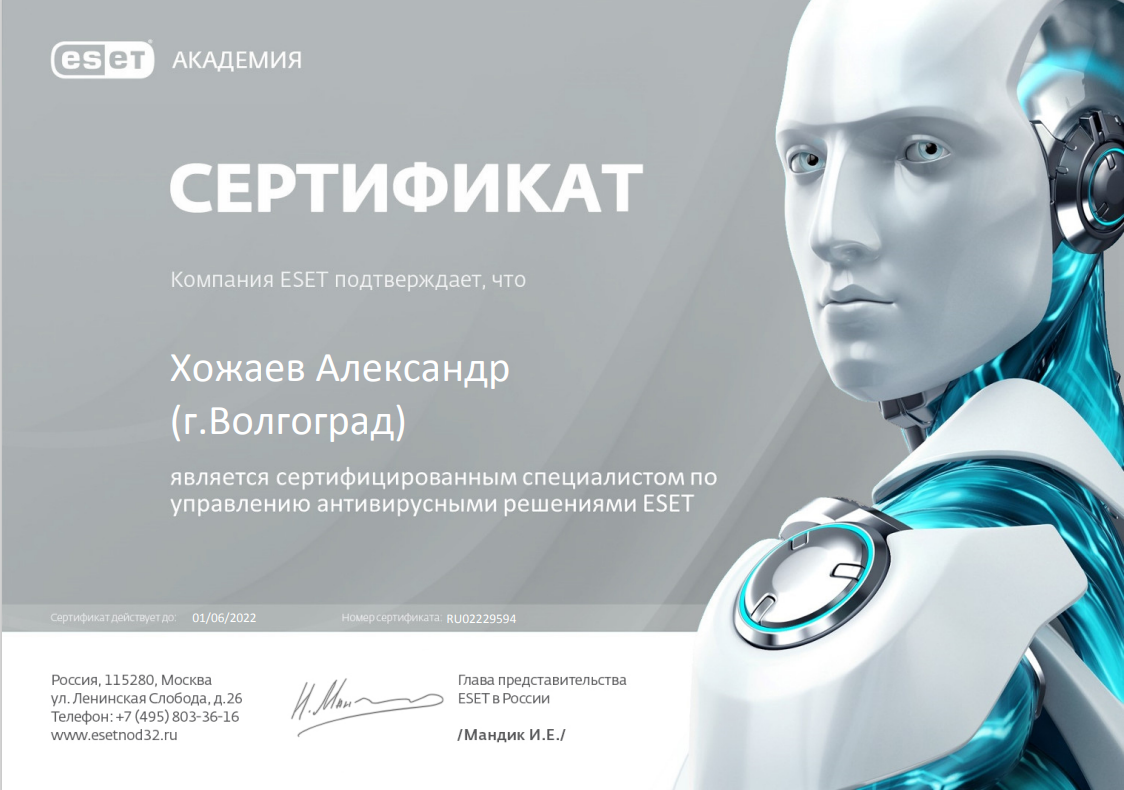 eset АКАДЕМИЯ
СЕРТИФИКАТ
Компания ESET подтверждает, что
Хожаев Александр
(г.Волгоград)
является сертифицированным специалистом по
управлению антивирусными решениями ESET
Сертификат действует до: 01/06/2022 Номер сертификата: RU02229594
Россия, 115280, Москва
ул. Ленинская Слобода, д.26
Телефон: +7 (495) 803-36-16
www.esetnod32.ru
Глава представительства
ESET в России
/Мандик И.Е./